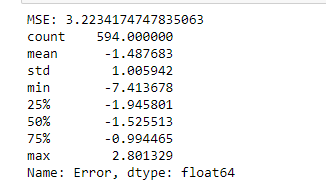 MSE: 3.2234174747835063
count 594.000000
mean -1.487683
std 1.005942
min -7.413678
25% -1.945801
50% -1.525513
75% -0.994465
max 2.801329
Name: Error, dtype: float64